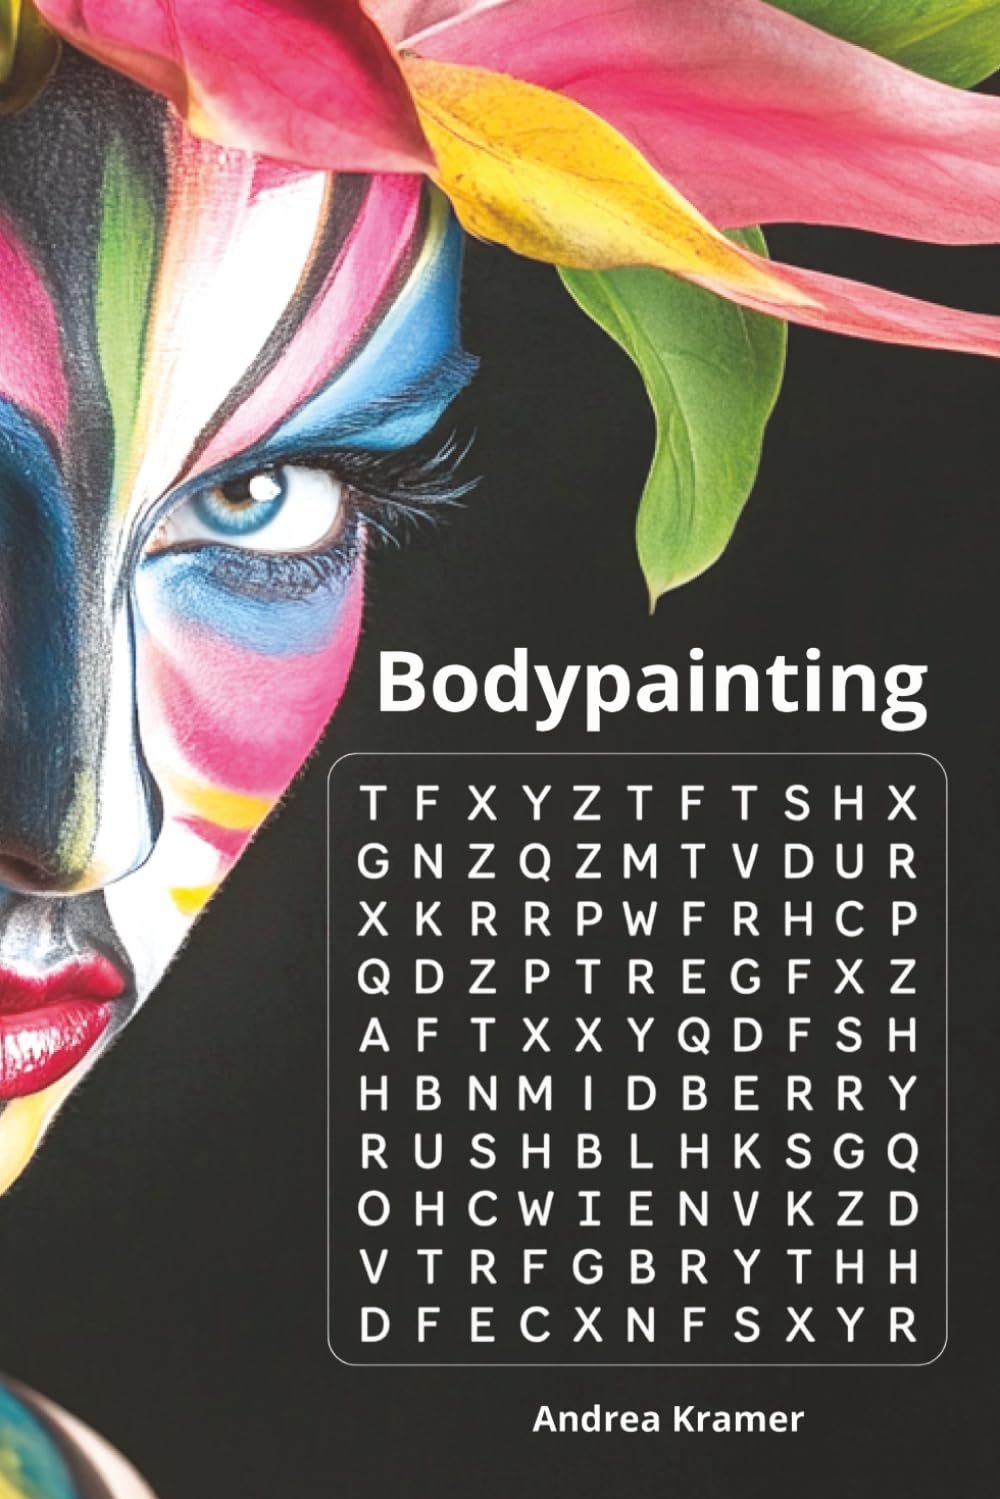 Bodypainting
T F X Y Z T F T S H X
G N Z Q Z M T V D U R
X K R R P W F R H C P
Q D Z P T R E G F X Z
A F T X X Y Q D F S H
H B N M I D B E R R Y
R U S H B L H K S G Q
O H C W I E N V K Z D
V T R F G B R Y T H H
D F E C X N F S X Y R
Andrea Kramer